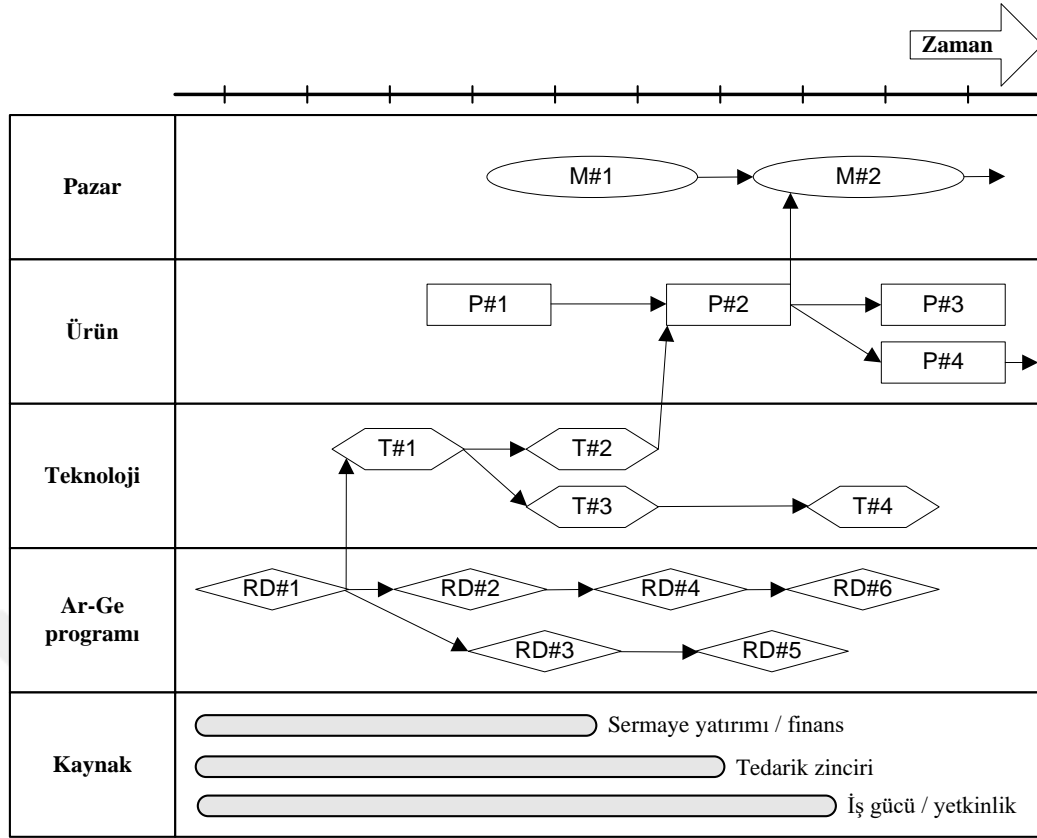 Zaman
Pazar
M#1
M#2
Ürün
P#1
P#2
P#3
P#4
Teknoloji
T#1
T#2
T#3
T#4
Ar-Ge
programı
RD#1
RD#2
RD#4
RD#6
RD#3
RD#5
Kaynak
Sermaye yatırımı / finans
Tedarik zinciri
İş gücü / yetkinlik